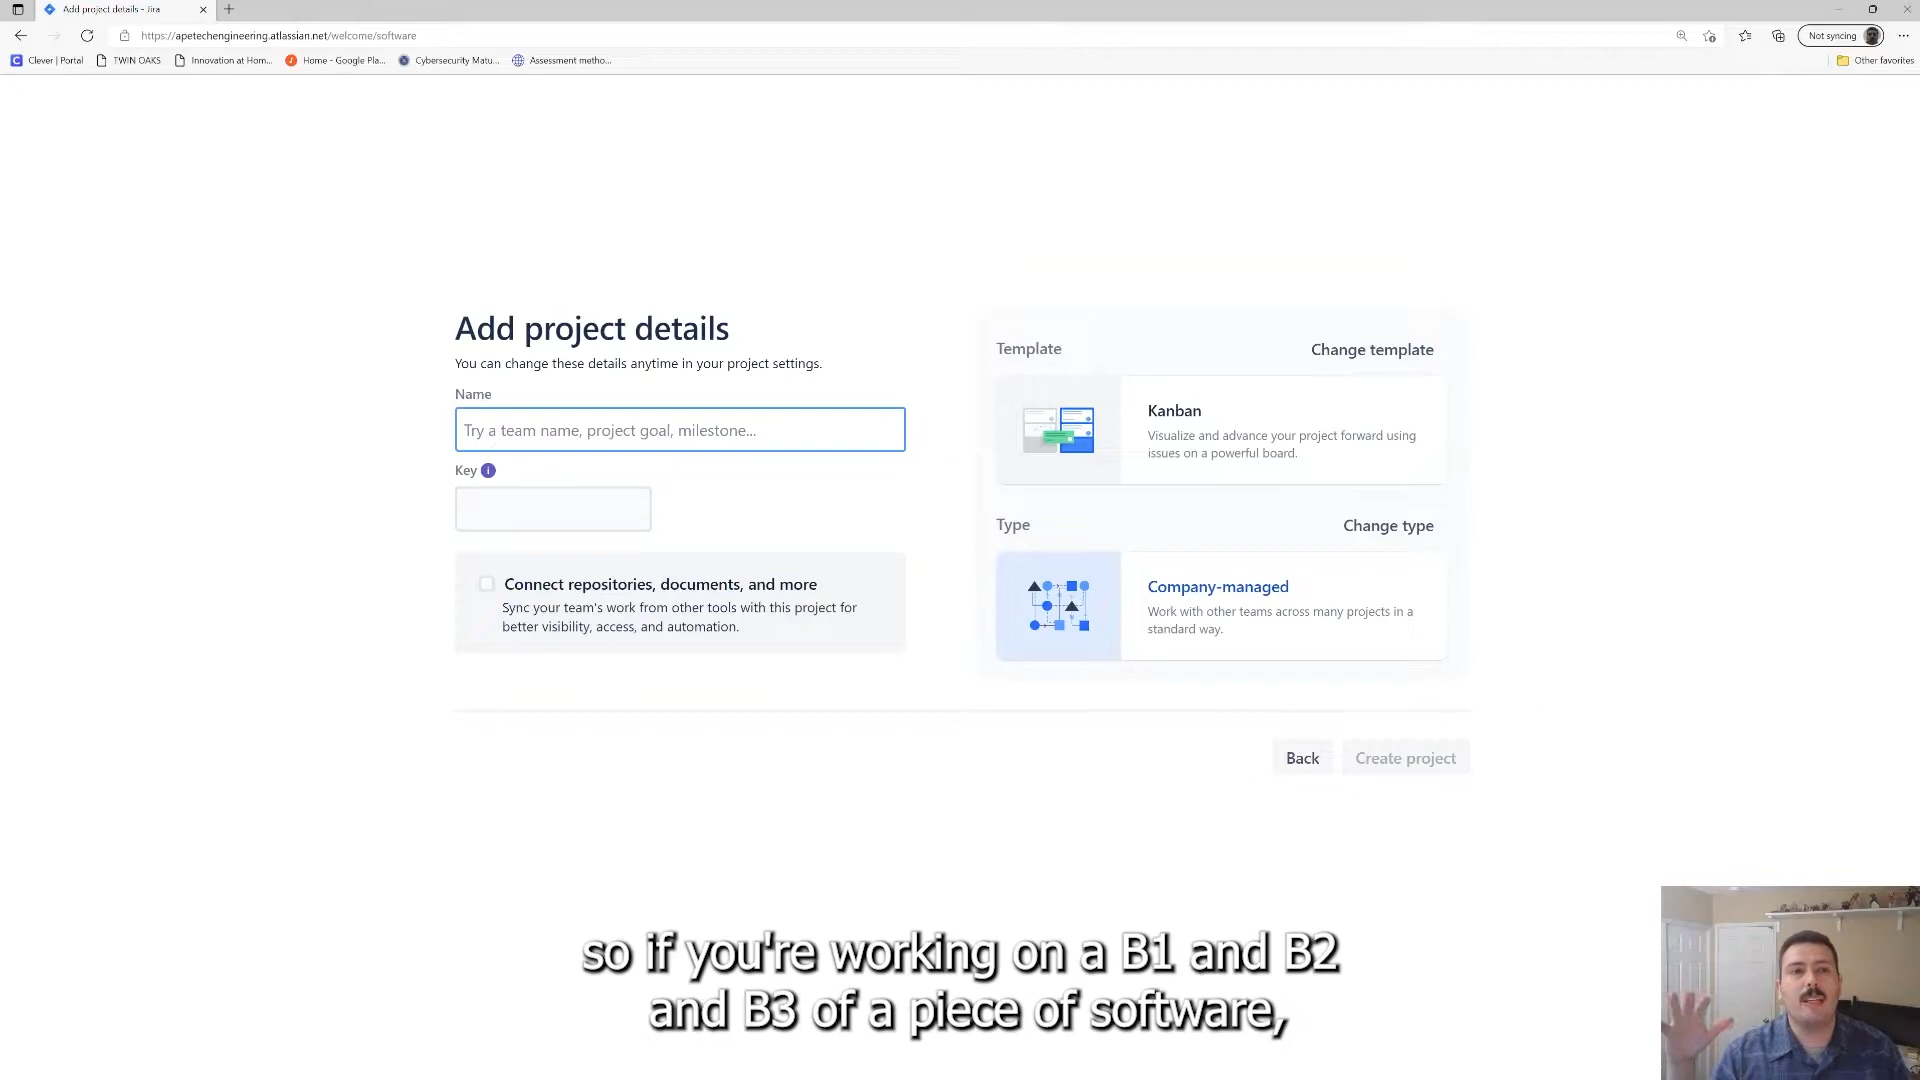 Add project details - Jira
https://apetechengineering.atlassian.net/welcome/software
Not syncing
Clever | Portal
TWIN OAKS
Innovation at Hom...
Home - Google Pla...
Cybersecurity Matu...
Assessment metho...
Other favorites
Add project details
You can change these details anytime in your project settings.
Name
Try a team name, project goal, milestone...
Key
Connect repositories, documents, and more
Sync your team's work from other tools with this project for
better visibility, access, and automation.
Template
Change template
Kanban
Visualize and advance your project forward using
issues on a powerful board.
Type
Change type
Company-managed
Work with other teams across many projects in a
standard way.
Back
Create project
so if you're working on a B1 and B2
and B3 of a piece of software,